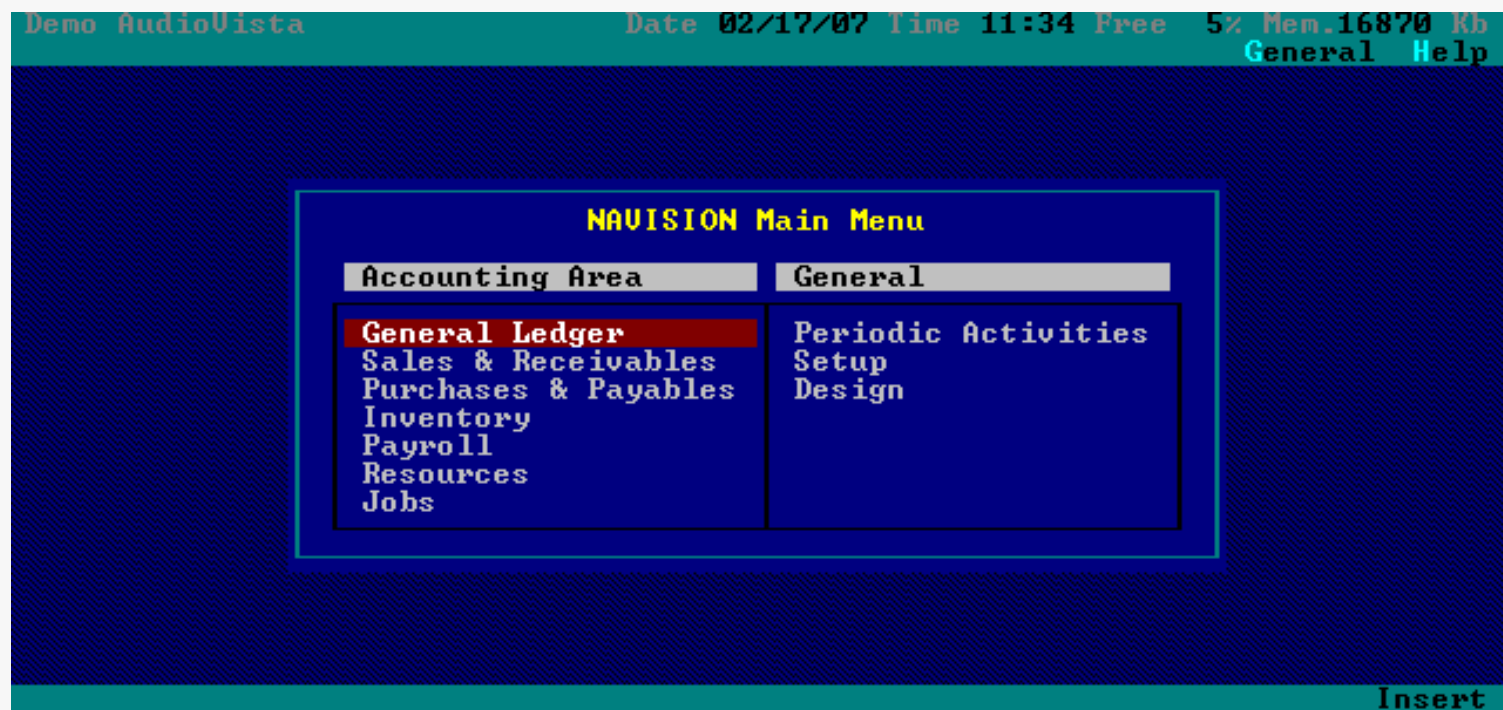 Demo AudioVista Date 02/17/07 Time 11:34 Free 5% Mem.16870 Kb
General Help
NAVISION Main Menu
Accounting Area General
General Ledger Periodic Activities
Sales & Receivables Setup
Purchases & Payables Design
Inventory
Payroll
Resources
Jobs
Insert